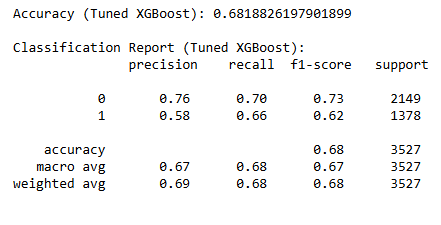 Accuracy (Tuned XGBoost): 0.6818826197901899
Classification Report (Tuned XGBoost):
precision recall f1-score support
0 0.76 0.70 0.73 2149
1 0.58 0.66 0.62 1378
accuracy 0.68 3527
macro avg 0.67 0.68 0.67 3527
weighted avg 0.69 0.68 0.68 3527